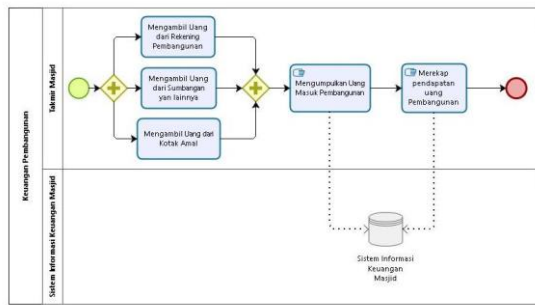 Keuangan Pembangunan
Takmir Masjid
Mengambil Uang
dari Rekening
Pembangunan
Mengambil Uang
dari Sumbangan
yan lainnya
Mengambil Uang dari
Kotak Amal
Mengumpulkan Uang
Masuk Pembangunan
Merekap
pendapatan
uang
Pembangunan
Sistem Informasi Keuangan Masjid
Sistem Informasi
Keuangan
Masjid